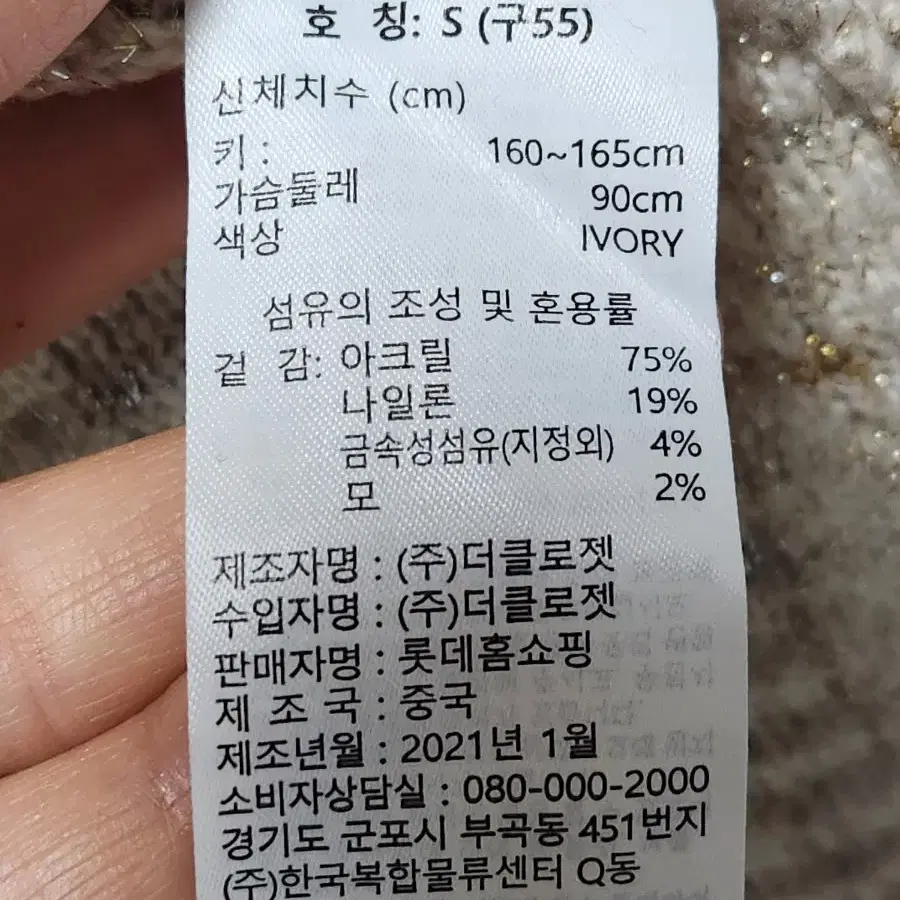 호 칭: S (구55)
신체치수 (cm)
키 : 160~165cm
가슴둘레 90cm
색상 IVORY
섬유의 조성 및 혼용률
겉 감: 아크릴 75%
나일론 19%
금속성섬유(지정외) 4%
모 2%
제조자명 : (주)더클로젯
수입자명 : (주)더클로젯
판매자명 : 롯데홈쇼핑
제 조 국 : 중국
제조년월 : 2021년 1월
소비자상담실 : 080-000-2000
경기도 군포시 부곡동 451번지
(주)한국복합물류센터 Q동